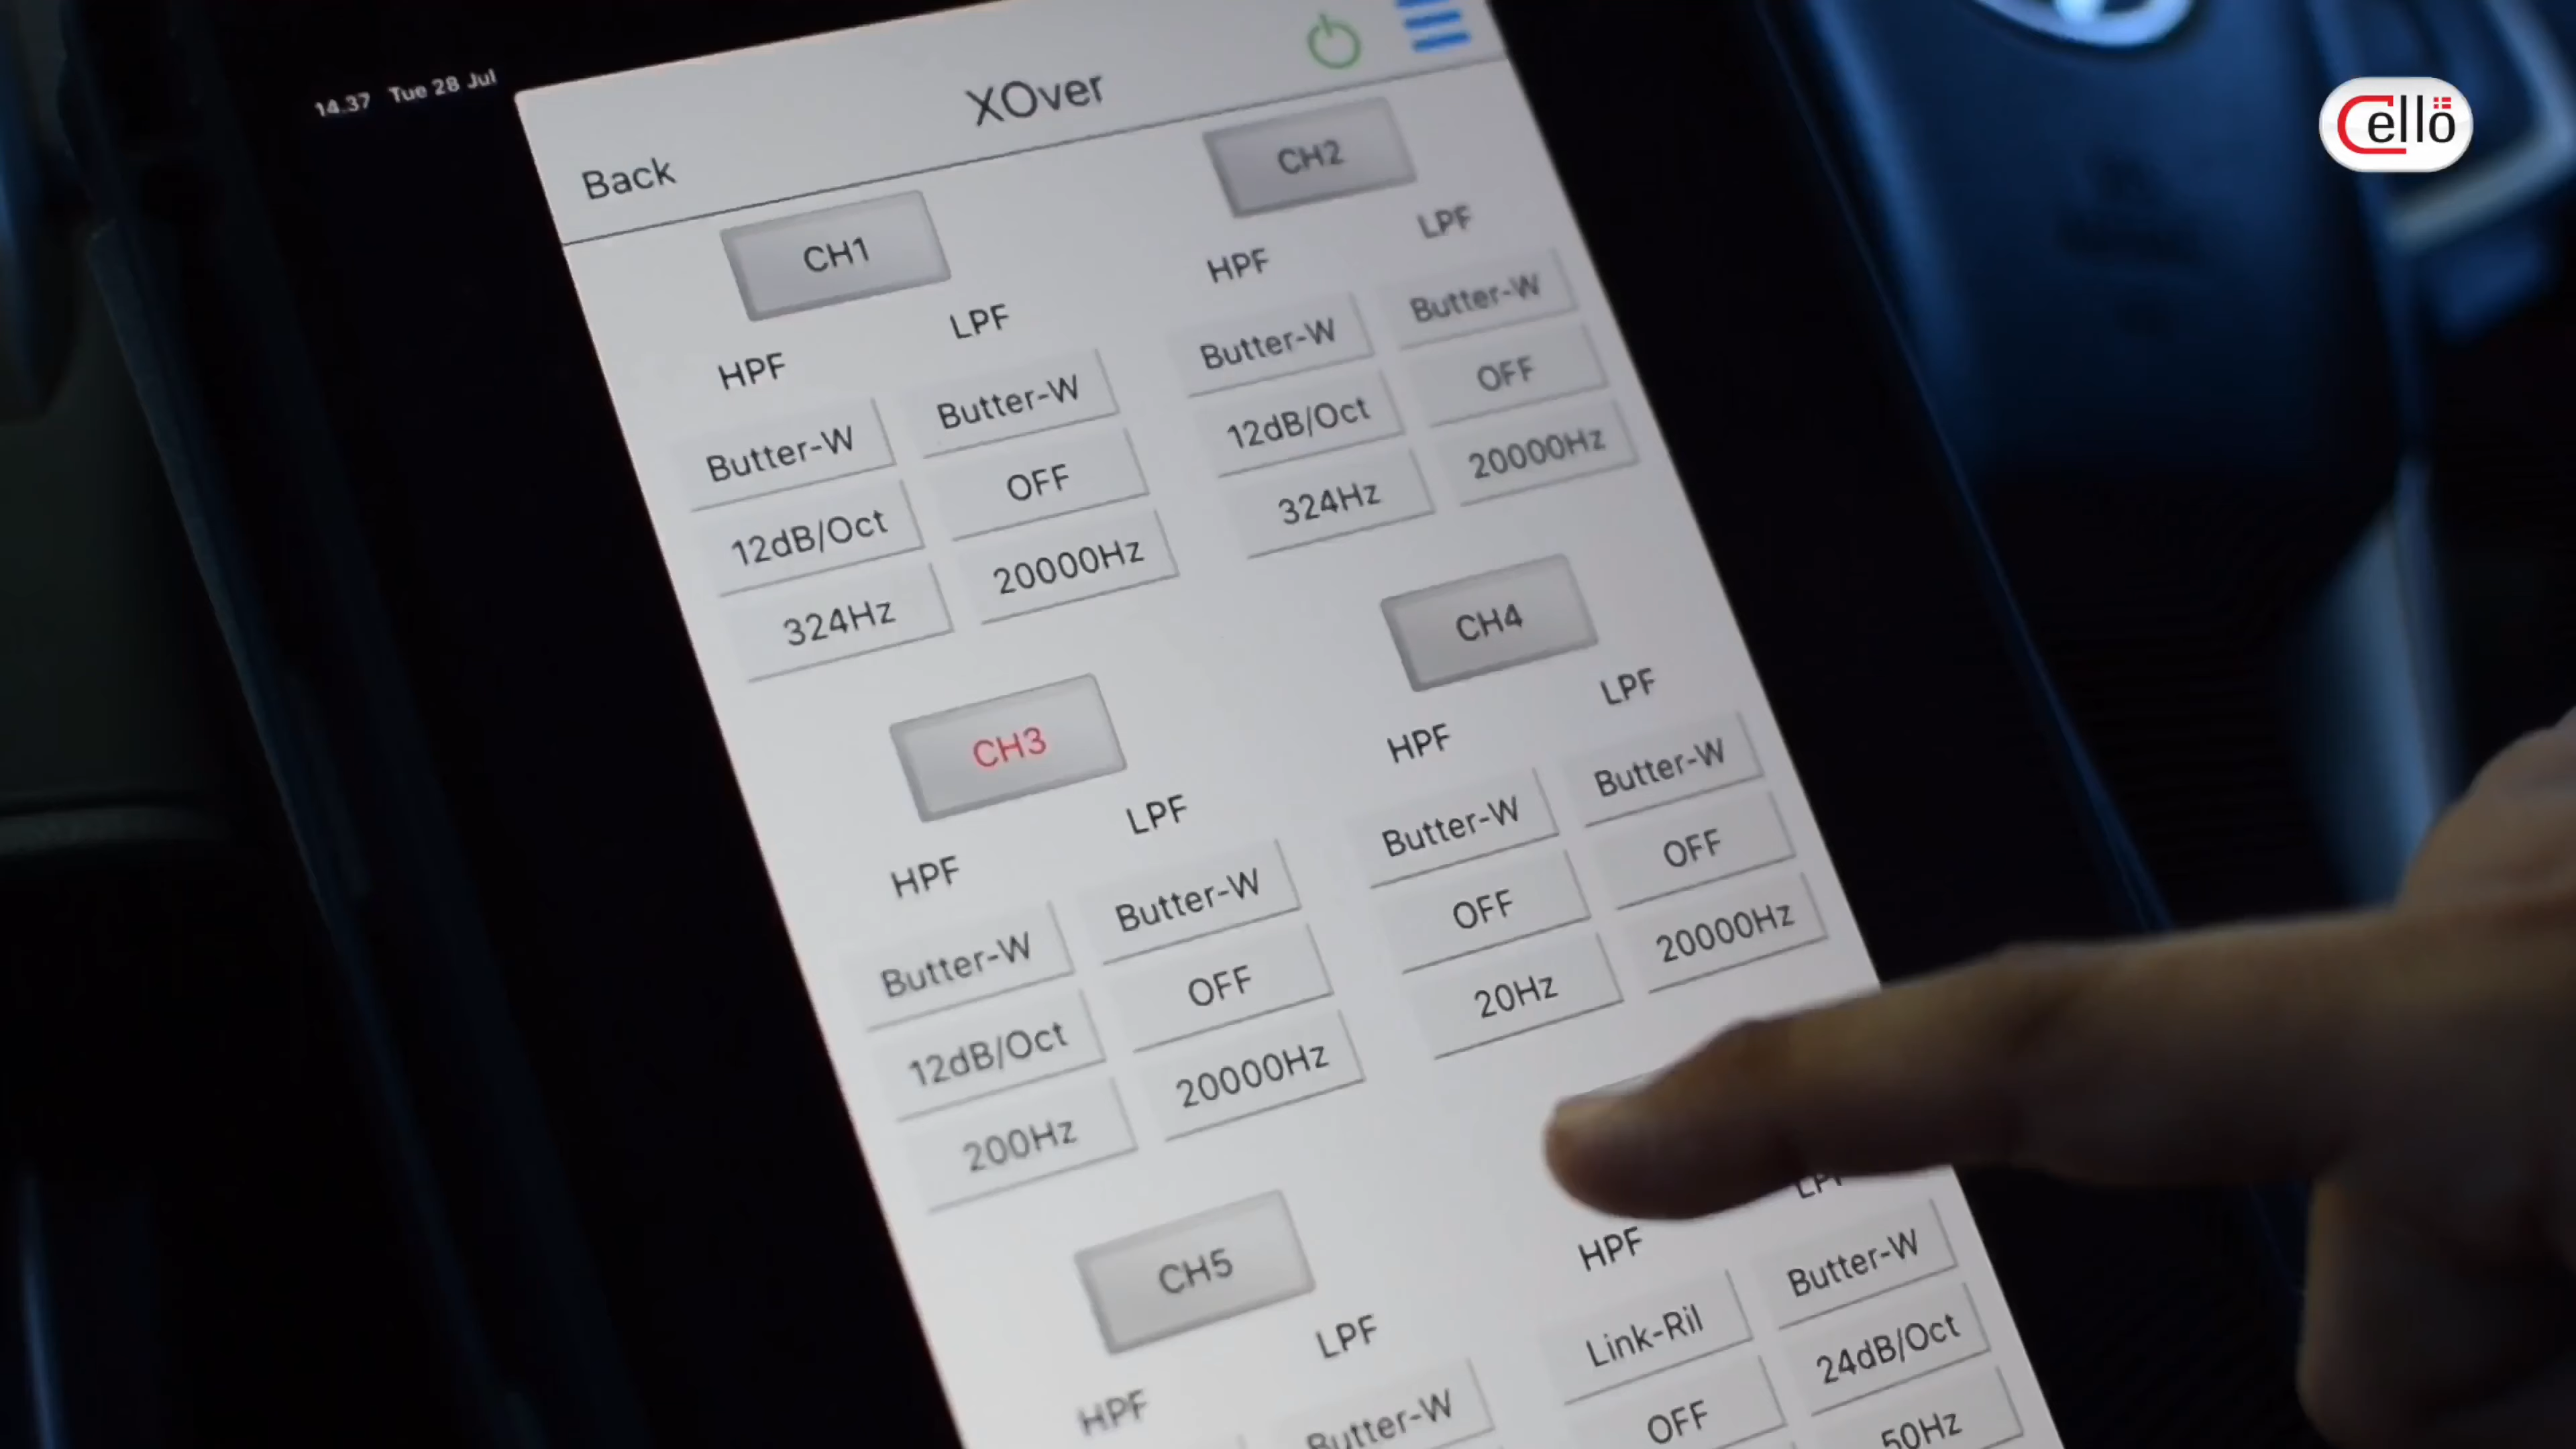 14.37 Tue 28 Jul
XOver
Back
Cellö
CH1
HPF LPF
Butter-W Butter-W
12dB/Oct OFF
324Hz 20000Hz
CH2
HPF LPF
Butter-W Butter-W
12dB/Oct OFF
324Hz 20000Hz
CH3
HPF LPF
Butter-W Butter-W
12dB/Oct OFF
200Hz 20000Hz
CH4
HPF LPF
Butter-W Butter-W
OFF OFF
20Hz 20000Hz
CH5
HPF LPF
Butter-W
HPF
Link-Ril Butter-W
OFF 24dB/Oct
50Hz